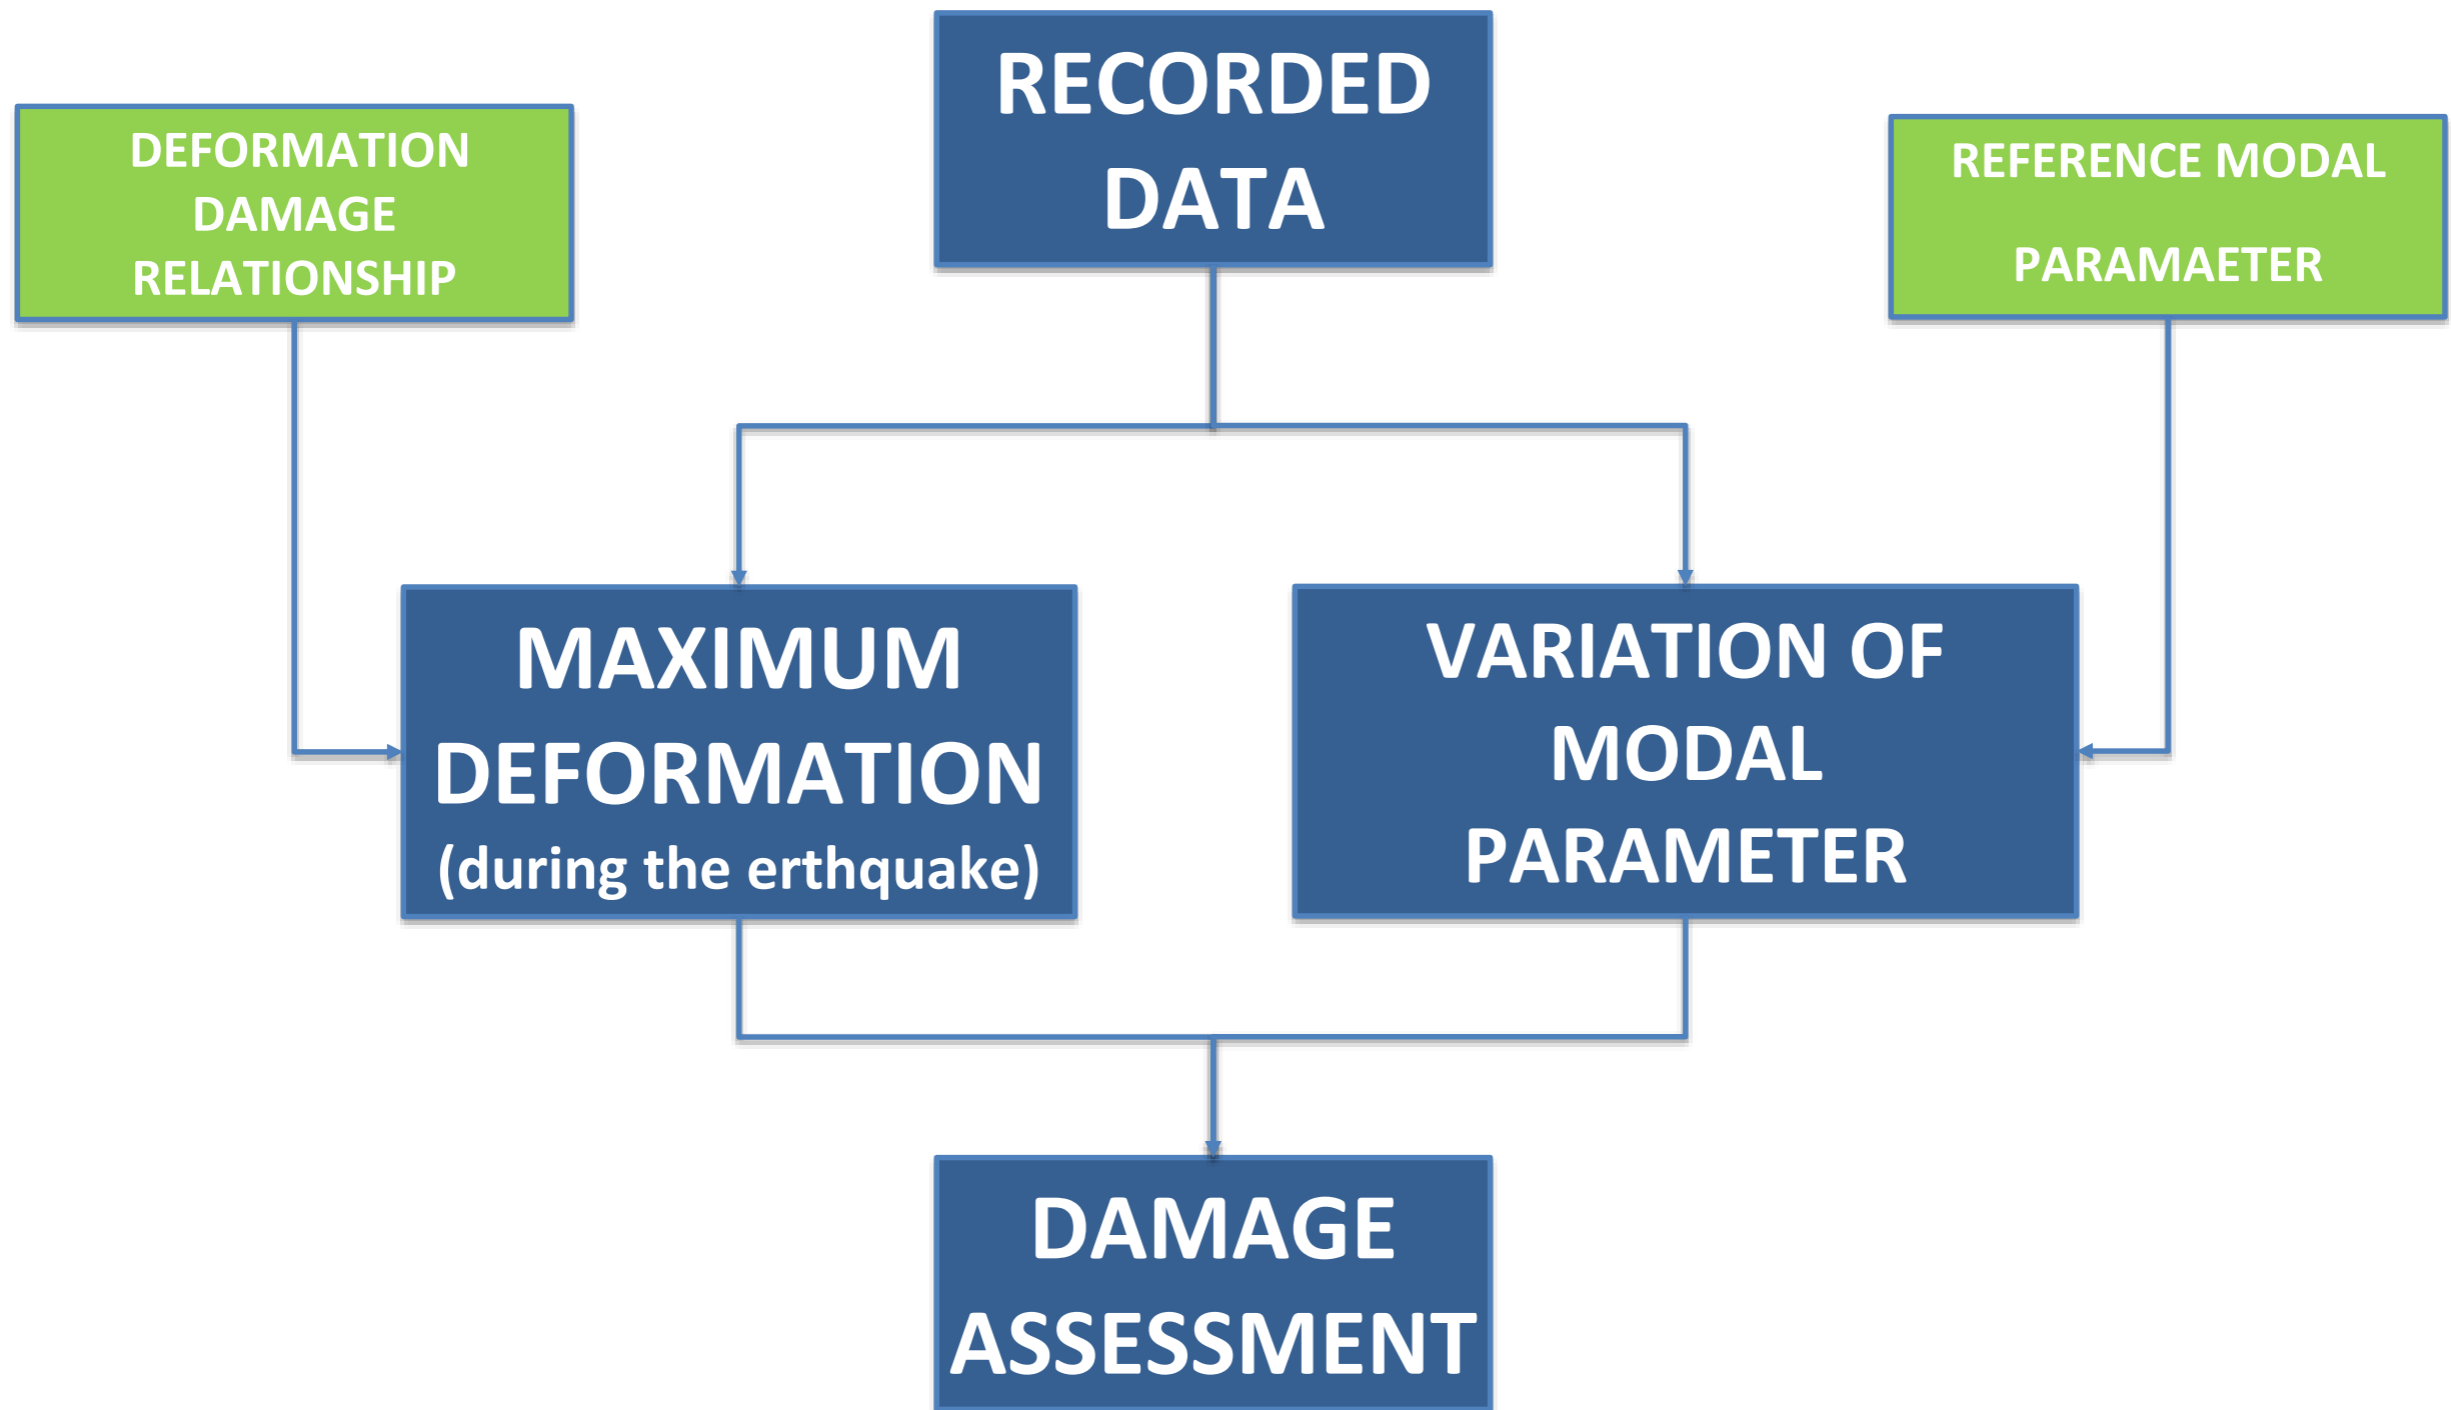 RECORDED
DATA
DEFORMATION
DAMAGE
RELATIONSHIP
REFERENCE MODAL
PARAMAETER
MAXIMUM
DEFORMATION
(during the erthquake)
VARIATION OF
MODAL
PARAMETER
DAMAGE
ASSESSMENT